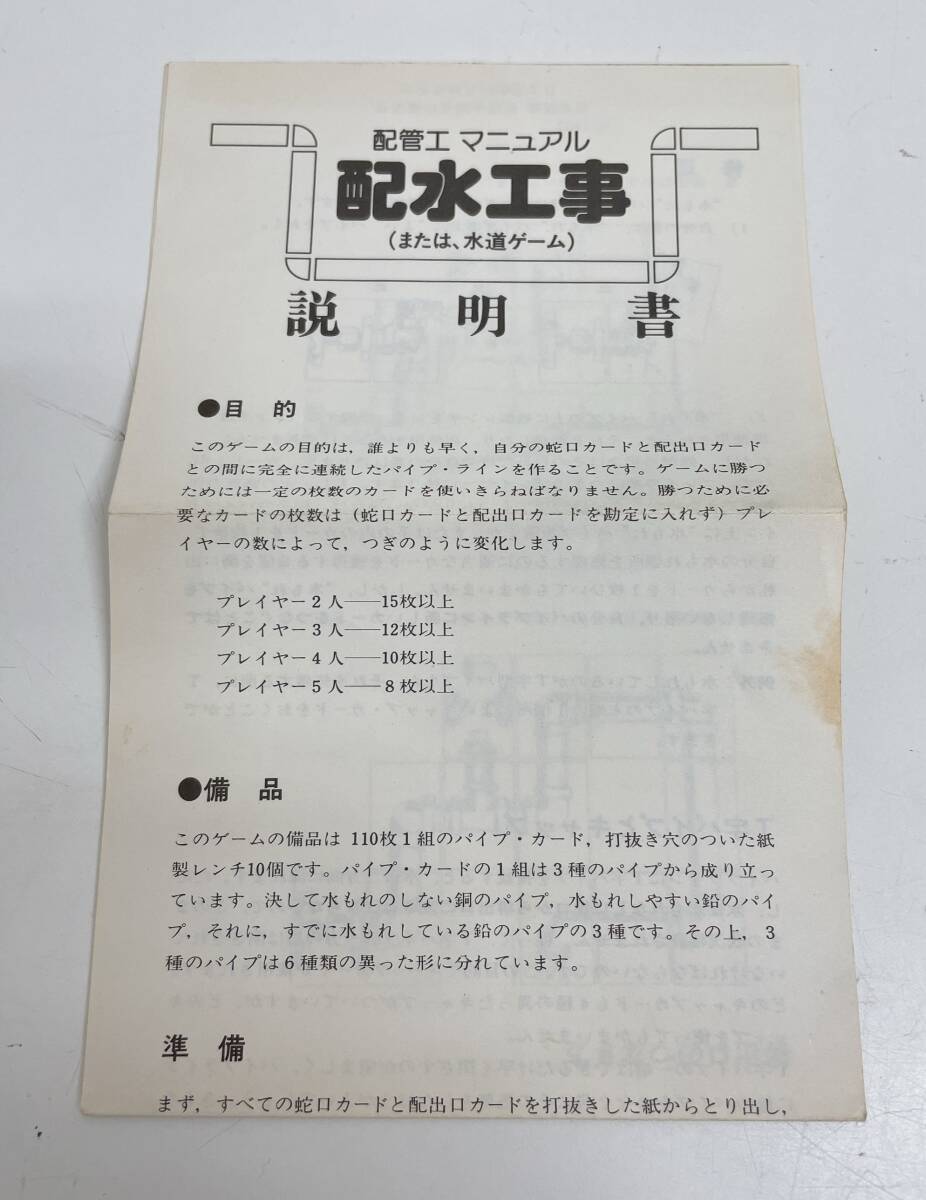 配管工 マニュアル
配水工事
(または、水道ゲーム)
説明書
●目的
このゲームの目的は，誰よりも早く，自分の蛇口カードと配出口カード
との間に完全に連続したパイプ・ラインを作ることです。ゲームに勝つ
ためには一定の枚数のカードを使いきらねばなりません。勝つために必
要なカードの枚数は（蛇口カードと配出口カードを勘定に入れず）プレ
イヤーの数によって，つぎのように変化します。
プレイヤー2人――15枚以上
プレイヤー3人――12枚以上
プレイヤー4人――10枚以上
プレイヤー5人――8枚以上
●備品
このゲームの備品は 110枚1組のパイプ・カード，打抜き穴のついた紙
製レンチ10個です。パイプ・カードの1組は3種のパイプから成り立っ
ています。決して水もれのしない銅のパイプ，水もれしやすい鉛のパイ
プ，それに，すでに水もれしている鉛のパイプの3種です。その上，3
種のパイプは6種類の異った形に分れています。
準備
まず，すべての蛇口カードと配出口カードを打抜きした紙からとり出し，